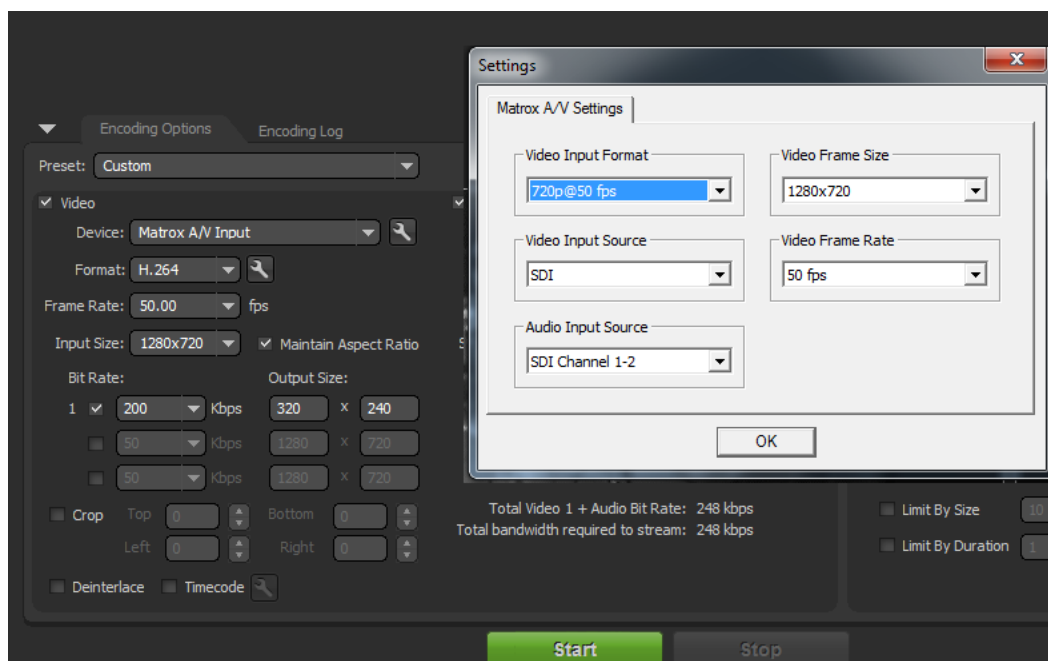 Settings
Matrox A/V Settings
Video Input Format
720p@50 fps
Video Frame Size
1280x720
Video Input Source
SDI
Video Frame Rate
50 fps
Audio Input Source
SDI Channel 1-2
OK
Encoding Options
Encoding Log
Preset: Custom
Video
Device: Matrox A/V Input
Format: H.264
Frame Rate: 50.00 fps
Input Size: 1280x720 Maintain Aspect Ratio
Bit Rate: Output Size:
1 200 Kbps 320 x 240
50 Kbps 1280 x 720
50 Kbps 1280 x 720
Crop Top 0 Bottom 0
Left 0 Right 0
Deinterlace Timecode
Total Video 1 + Audio Bit Rate: 248 kbps
Total bandwidth required to stream: 248 kbps
Limit By Size 10
Limit By Duration 1
Start Stop